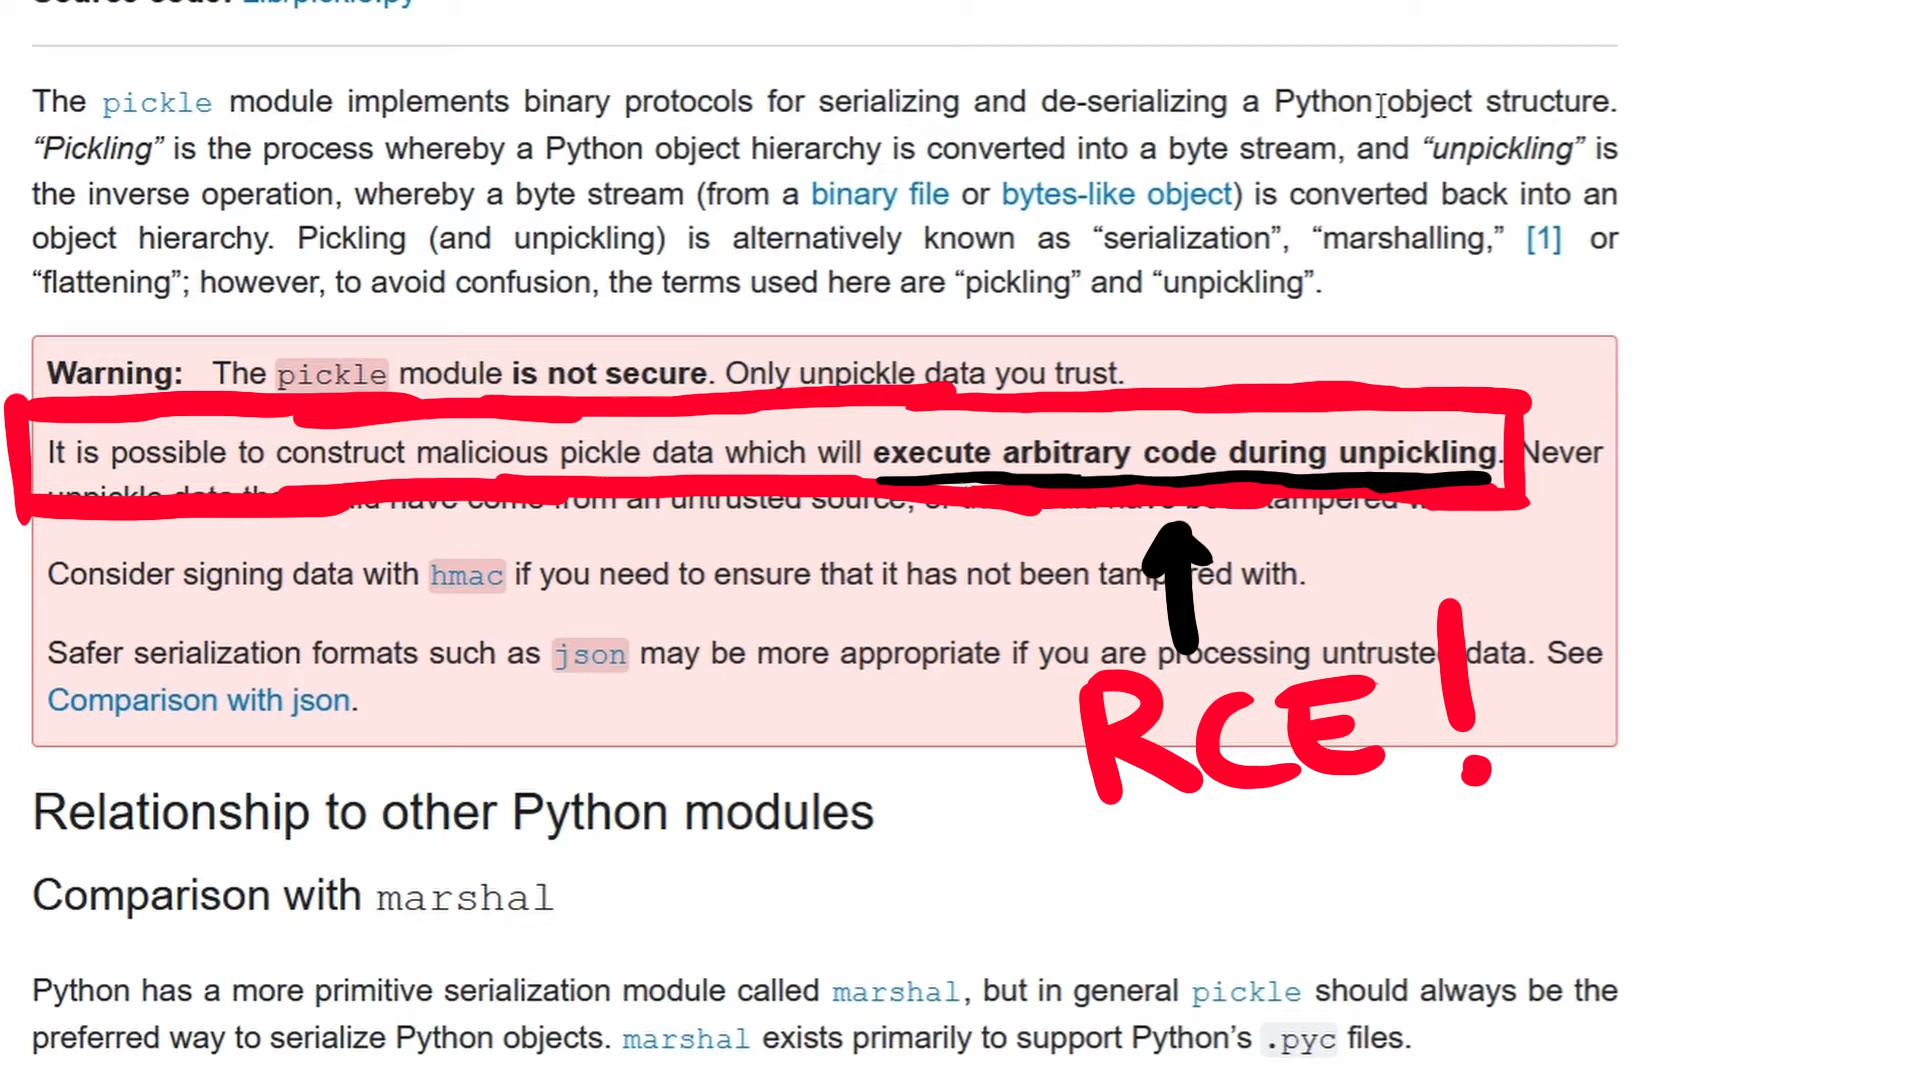 Source code: Lib/pickle.py
The pickle module implements binary protocols for serializing and de-serializing a Python object structure.
“Pickling” is the process whereby a Python object hierarchy is converted into a byte stream, and “unpickling” is
the inverse operation, whereby a byte stream (from a binary file or bytes-like object) is converted back into an
object hierarchy. Pickling (and unpickling) is alternatively known as “serialization”, “marshalling,” [1] or
“flattening”; however, to avoid confusion, the terms used here are “pickling” and “unpickling”.
Warning: The pickle module is not secure. Only unpickle data you trust.
It is possible to construct malicious pickle data which will execute arbitrary code during unpickling. Never
unpickle data have come from an untrusted source, tampered
Consider signing data with hmac if you need to ensure that it has not been tampered with.
Safer serialization formats such as json may be more appropriate if you are processing untrusted data. See
Comparison with json.
RCE!
Relationship to other Python modules
Comparison with marshal
Python has a more primitive serialization module called marshal, but in general pickle should always be the
preferred way to serialize Python objects. marshal exists primarily to support Python’s .pyc files.